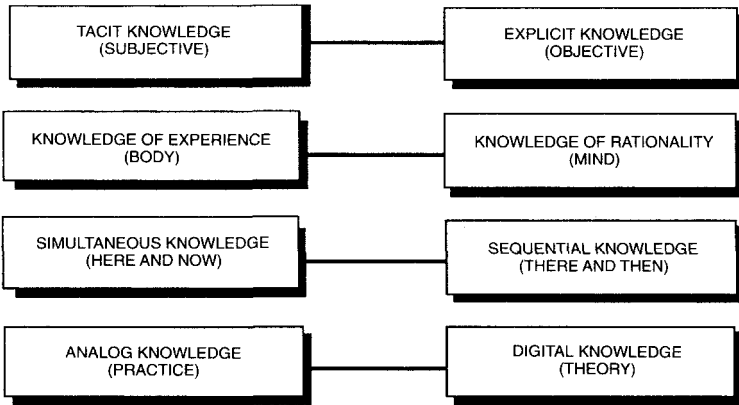 TACIT KNOWLEDGE
(SUBJECTIVE)
EXPLICIT KNOWLEDGE
(OBJECTIVE)
KNOWLEDGE OF EXPERIENCE
(BODY)
KNOWLEDGE OF RATIONALITY
(MIND)
SIMULTANEOUS KNOWLEDGE
(HERE AND NOW)
SEQUENTIAL KNOWLEDGE
(THERE AND THEN)
ANALOG KNOWLEDGE
(PRACTICE)
DIGITAL KNOWLEDGE
(THEORY)